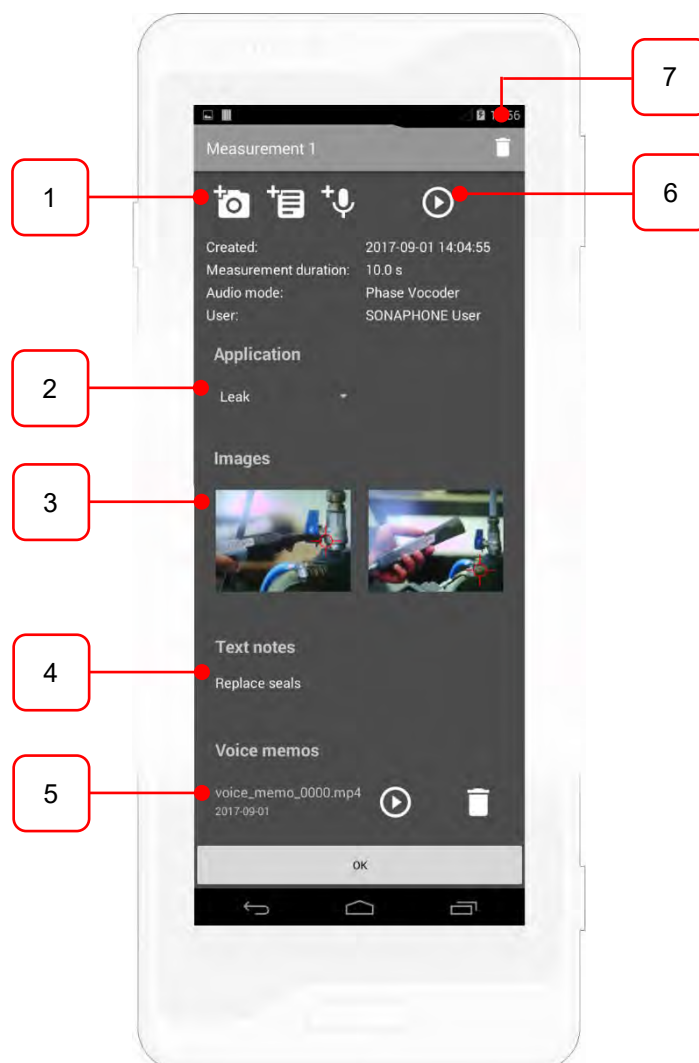 7
56
Measurement 1
1
6
Created: 2017-09-01 14:04:55
Measurement duration: 10.0 s
Audio mode: Phase Vocoder
User: SONAPHONE User
Application
2
Leak
Images
3
Text notes
4
Replace seals
Voice memos
5
voice_memo_0000.mp4
2017-09-01
OK